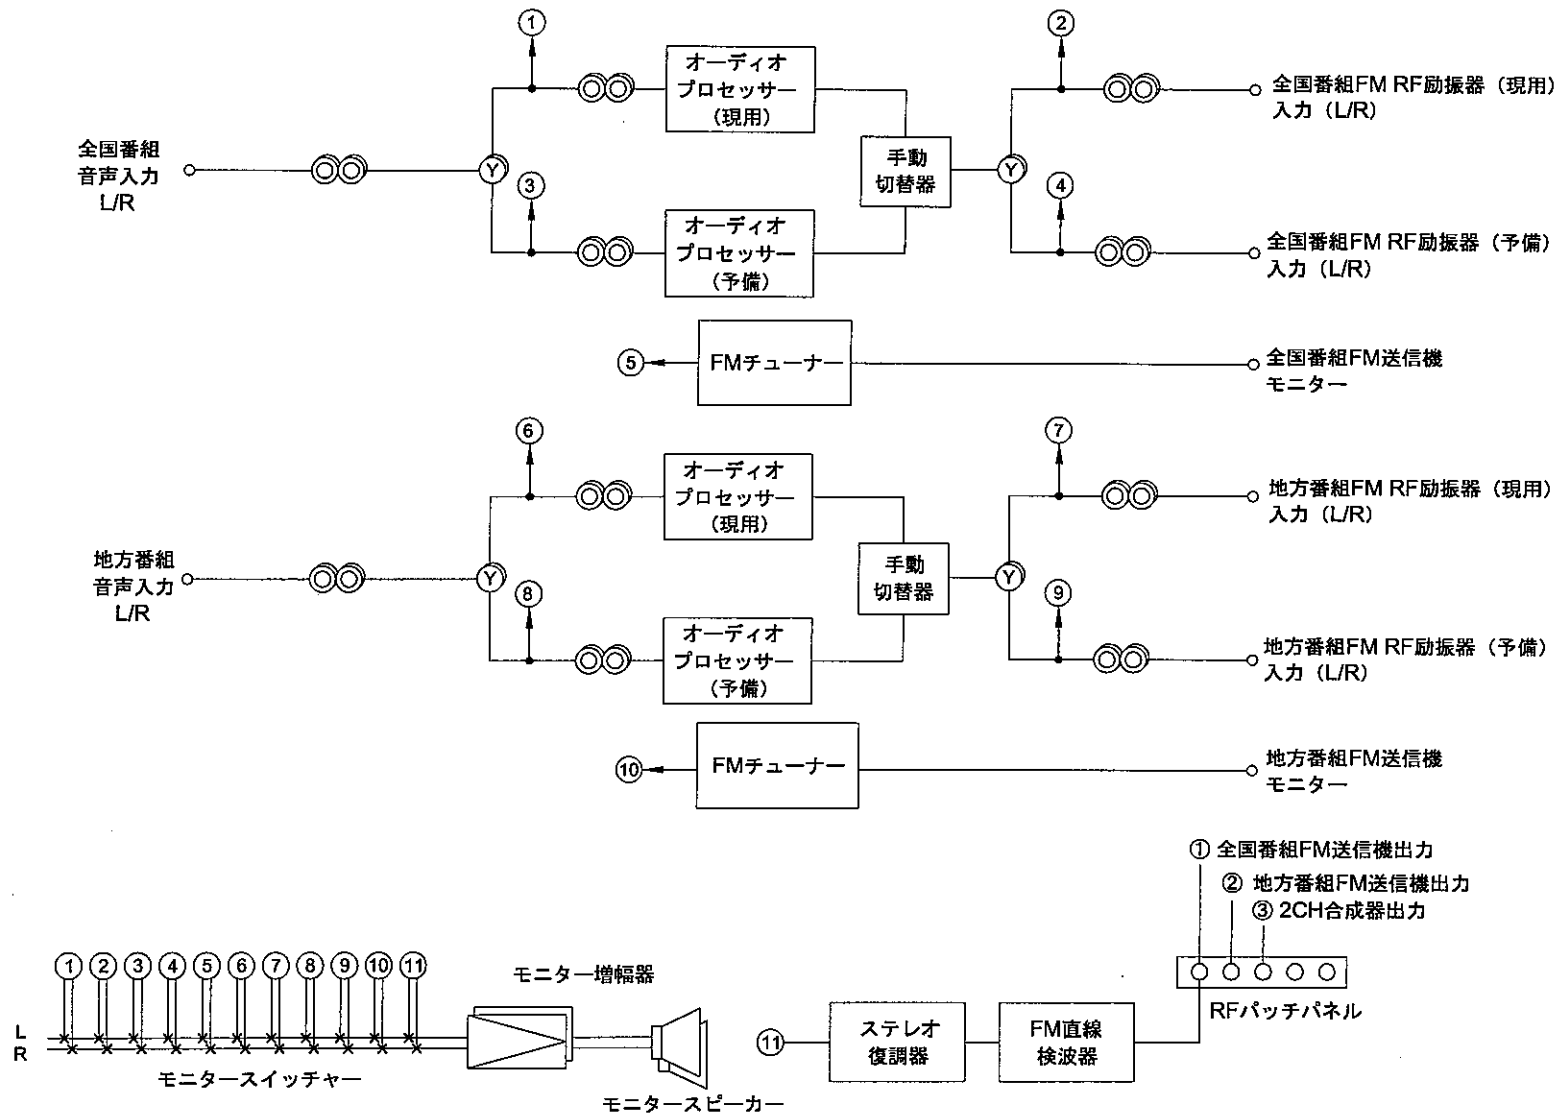 ①
②
オーディオ
プロセッサー
（現用）
全国番組FM RF励振器（現用）
入力（L/R）
全国番組
音声入力
L/R
Y
手動
切替器
Y
③
④
オーディオ
プロセッサー
（予備）
全国番組FM RF励振器（予備）
入力（L/R）
⑤
FMチューナー
全国番組FM送信機
モニター
⑥
⑦
オーディオ
プロセッサー
（現用）
地方番組FM RF励振器（現用）
入力（L/R）
地方番組
音声入力
L/R
Y
手動
切替器
Y
⑧
⑨
オーディオ
プロセッサー
（予備）
地方番組FM RF励振器（予備）
入力（L/R）
⑩
FMチューナー
地方番組FM送信機
モニター
① 全国番組FM送信機出力
② 地方番組FM送信機出力
③ 2CH合成器出力
RFパッチパネル
① ② ③ ④ ⑤ ⑥ ⑦ ⑧ ⑨ ⑩ ⑪
L
R
モニタースイッチャー
モニター増幅器
モニタースピーカー
⑪
ステレオ
復調器
FM直線
検波器